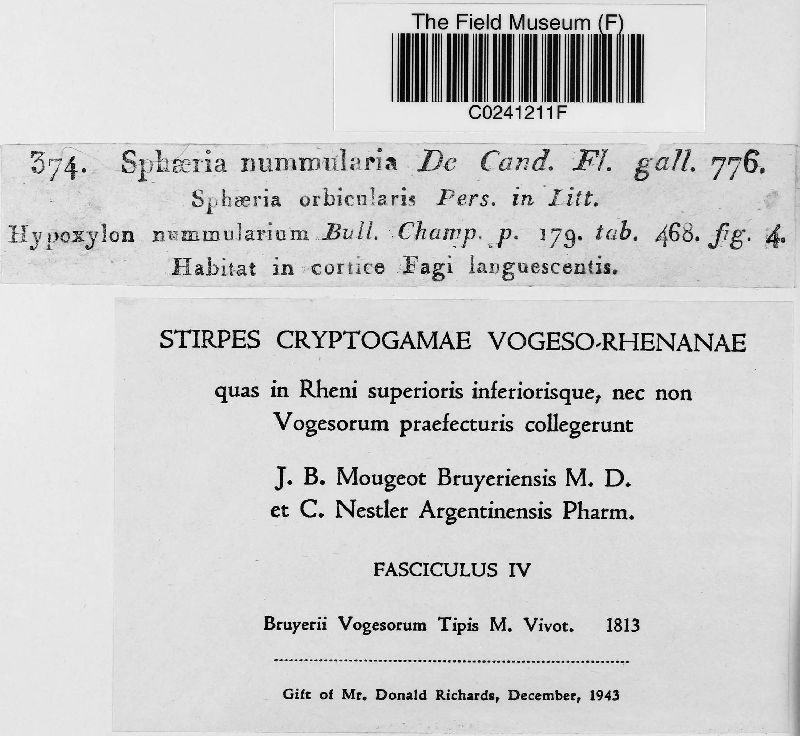 The Field Museum (F)
C0241211F
374. Sphæria nummularia De Cand. Fl. gall. 776.
Sphæria orbicularis Pers. in Litt.
Hypoxylon nummularium Bull. Champ. p. 179. tab. 468. fig. 4.
Habitat in cortice Fagi languescentis.
STIRPES CRYPTOGAMAE VOGESO-RHENANAE
quas in Rheni superioris inferiorisque, nec non
Vogesorum praefecturis collegerunt
J. B. Mougeot Bruyeriensis M. D.
et C. Nestler Argentinensis Pharm.
FASCICULUS IV
Bruyerii Vogesorum Tipis M. Vivot. 1813
Gift of Mr. Donald Richards, December, 1943